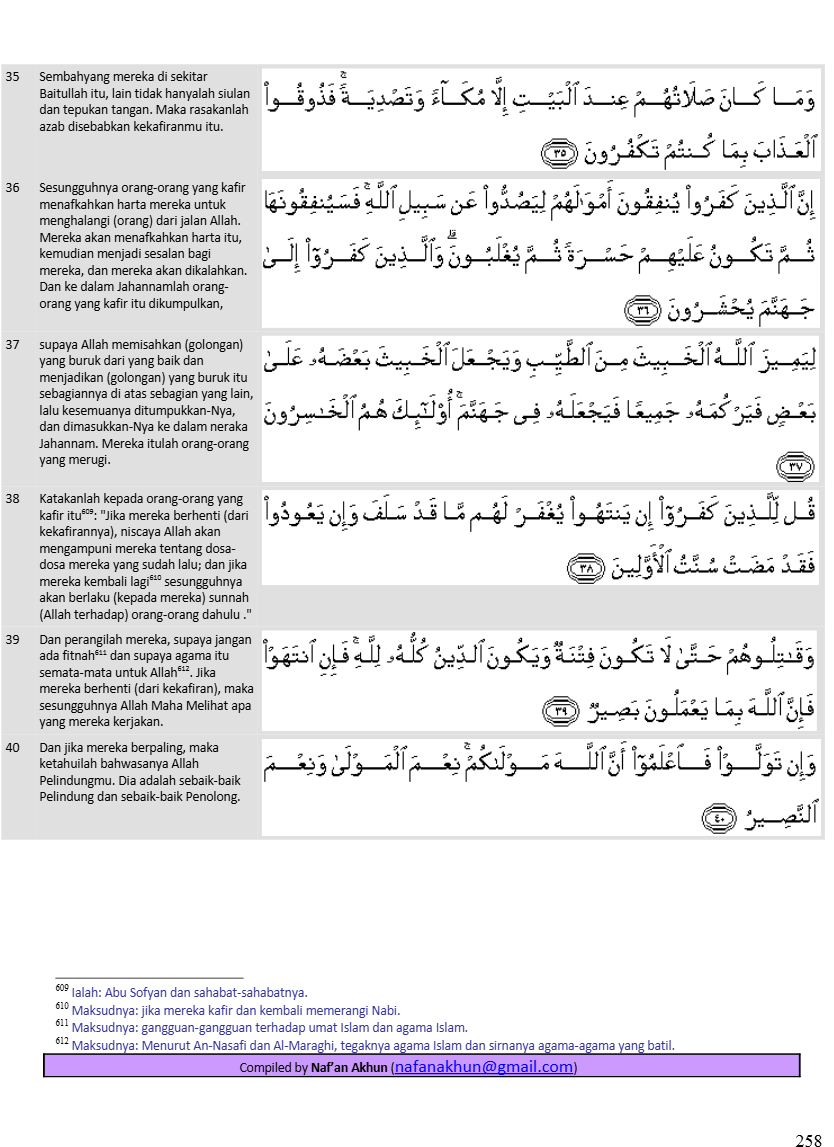 35 Sembahyang mereka di sekitar
Baitullah itu, lain tidak hanyalah siulan
dan tepukan tangan. Maka rasakanlah
azab disebabkan kekafiranmu itu.
وَمَا كَانَ صَلَاتُهُمْ عِندَ ٱلْبَيْتِ إِلَّا مُكَآءً وَتَصْدِيَةً ۚ فَذُوقُوا۟
ٱلْعَذَابَ بِمَا كُنتُمْ تَكْفُرُونَ ٣٥
36 Sesungguhnya orang-orang yang kafir
menafkahkan harta mereka untuk
menghalangi (orang) dari jalan Allah.
Mereka akan menafkahkan harta itu,
kemudian menjadi sesalan bagi
mereka, dan mereka akan dikalahkan.
Dan ke dalam Jahannamlah orang-
orang yang kafir itu dikumpulkan,
إِنَّ ٱلَّذِينَ كَفَرُوا۟ يُنفِقُونَ أَمْوَٰلَهُمْ لِيَصُدُّوا۟ عَن سَبِيلِ ٱللَّهِ ۚ فَسَيُنفِقُونَهَا
ثُمَّ تَكُونُ عَلَيْهِمْ حَسْرَةً ثُمَّ يُغْلَبُونَ ۗ وَٱلَّذِينَ كَفَرُوٓا۟ إِلَىٰ
جَهَنَّمَ يُحْشَرُونَ ٣٦
37 supaya Allah memisahkan (golongan)
yang buruk dari yang baik dan
menjadikan (golongan) yang buruk itu
sebagiannya di atas sebagian yang lain,
lalu kesemuanya ditumpukkan-Nya,
dan dimasukkan-Nya ke dalam neraka
Jahannam. Mereka itulah orang-orang
yang merugi.
لِيَمِيزَ ٱللَّهُ ٱلْخَبِيثَ مِنَ ٱلطَّيِّبِ وَيَجْعَلَ ٱلْخَبِيثَ بَعْضَهُۥ عَلَىٰ
بَعْضٍ فَيَرْكُمَهُۥ جَمِيعًا فَيَجْعَلَهُۥ فِى جَهَنَّمَ ۚ أُو۟لَٰٓئِكَ هُمُ ٱلْخَٰسِرُونَ
٣٧
38 Katakanlah kepada orang-orang yang
kafir itu⁶⁰⁹: "Jika mereka berhenti (dari
kekafirannya), niscaya Allah akan
mengampuni mereka tentang dosa-
dosa mereka yang sudah lalu; dan jika
mereka kembali lagi⁶¹⁰ sesungguhnya
akan berlaku (kepada mereka) sunnah
(Allah terhadap) orang-orang dahulu ."
قُل لِّلَّذِينَ كَفَرُوٓا۟ إِن يَنتَهُوا۟ يُغْفَرْ لَهُم مَّا قَدْ سَلَفَ وَإِن يَعُودُوا۟
فَقَدْ مَضَتْ سُنَّتُ ٱلْأَوَّلِينَ ٣٨
39 Dan perangilah mereka, supaya jangan
ada fitnah⁶¹¹ dan supaya agama itu
semata-mata untuk Allah⁶¹². Jika
mereka berhenti (dari kekafiran), maka
sesungguhnya Allah Maha Melihat apa
yang mereka kerjakan.
وَقَٰتِلُوهُمْ حَتَّىٰ لَا تَكُونَ فِتْنَةٌ وَيَكُونَ ٱلدِّينُ كُلُّهُۥ لِلَّهِ ۚ فَإِنِ ٱنتَهَوْا۟
فَإِنَّ ٱللَّهَ بِمَا يَعْمَلُونَ بَصِيرٌ ٣٩
40 Dan jika mereka berpaling, maka
ketahuilah bahwasanya Allah
Pelindungmu. Dia adalah sebaik-baik
Pelindung dan sebaik-baik Penolong.
وَإِن تَوَلَّوْا۟ فَٱعْلَمُوٓا۟ أَنَّ ٱللَّهَ مَوْلَىٰكُمْ ۚ نِعْمَ ٱلْمَوْلَىٰ وَنِعْمَ
ٱلنَّصِيرُ ٤٠
⁶⁰⁹ Ialah: Abu Sofyan dan sahabat-sahabatnya.
⁶¹⁰ Maksudnya: jika mereka kafir dan kembali memerangi Nabi.
⁶¹¹ Maksudnya: gangguan-gangguan terhadap umat Islam dan agama Islam.
⁶¹² Maksudnya: Menurut An-Nasafi dan Al-Maraghi, tegaknya agama Islam dan sirnanya agama-agama yang batil.
Compiled by Naf'an Akhun (nafanakhun@gmail.com)
258